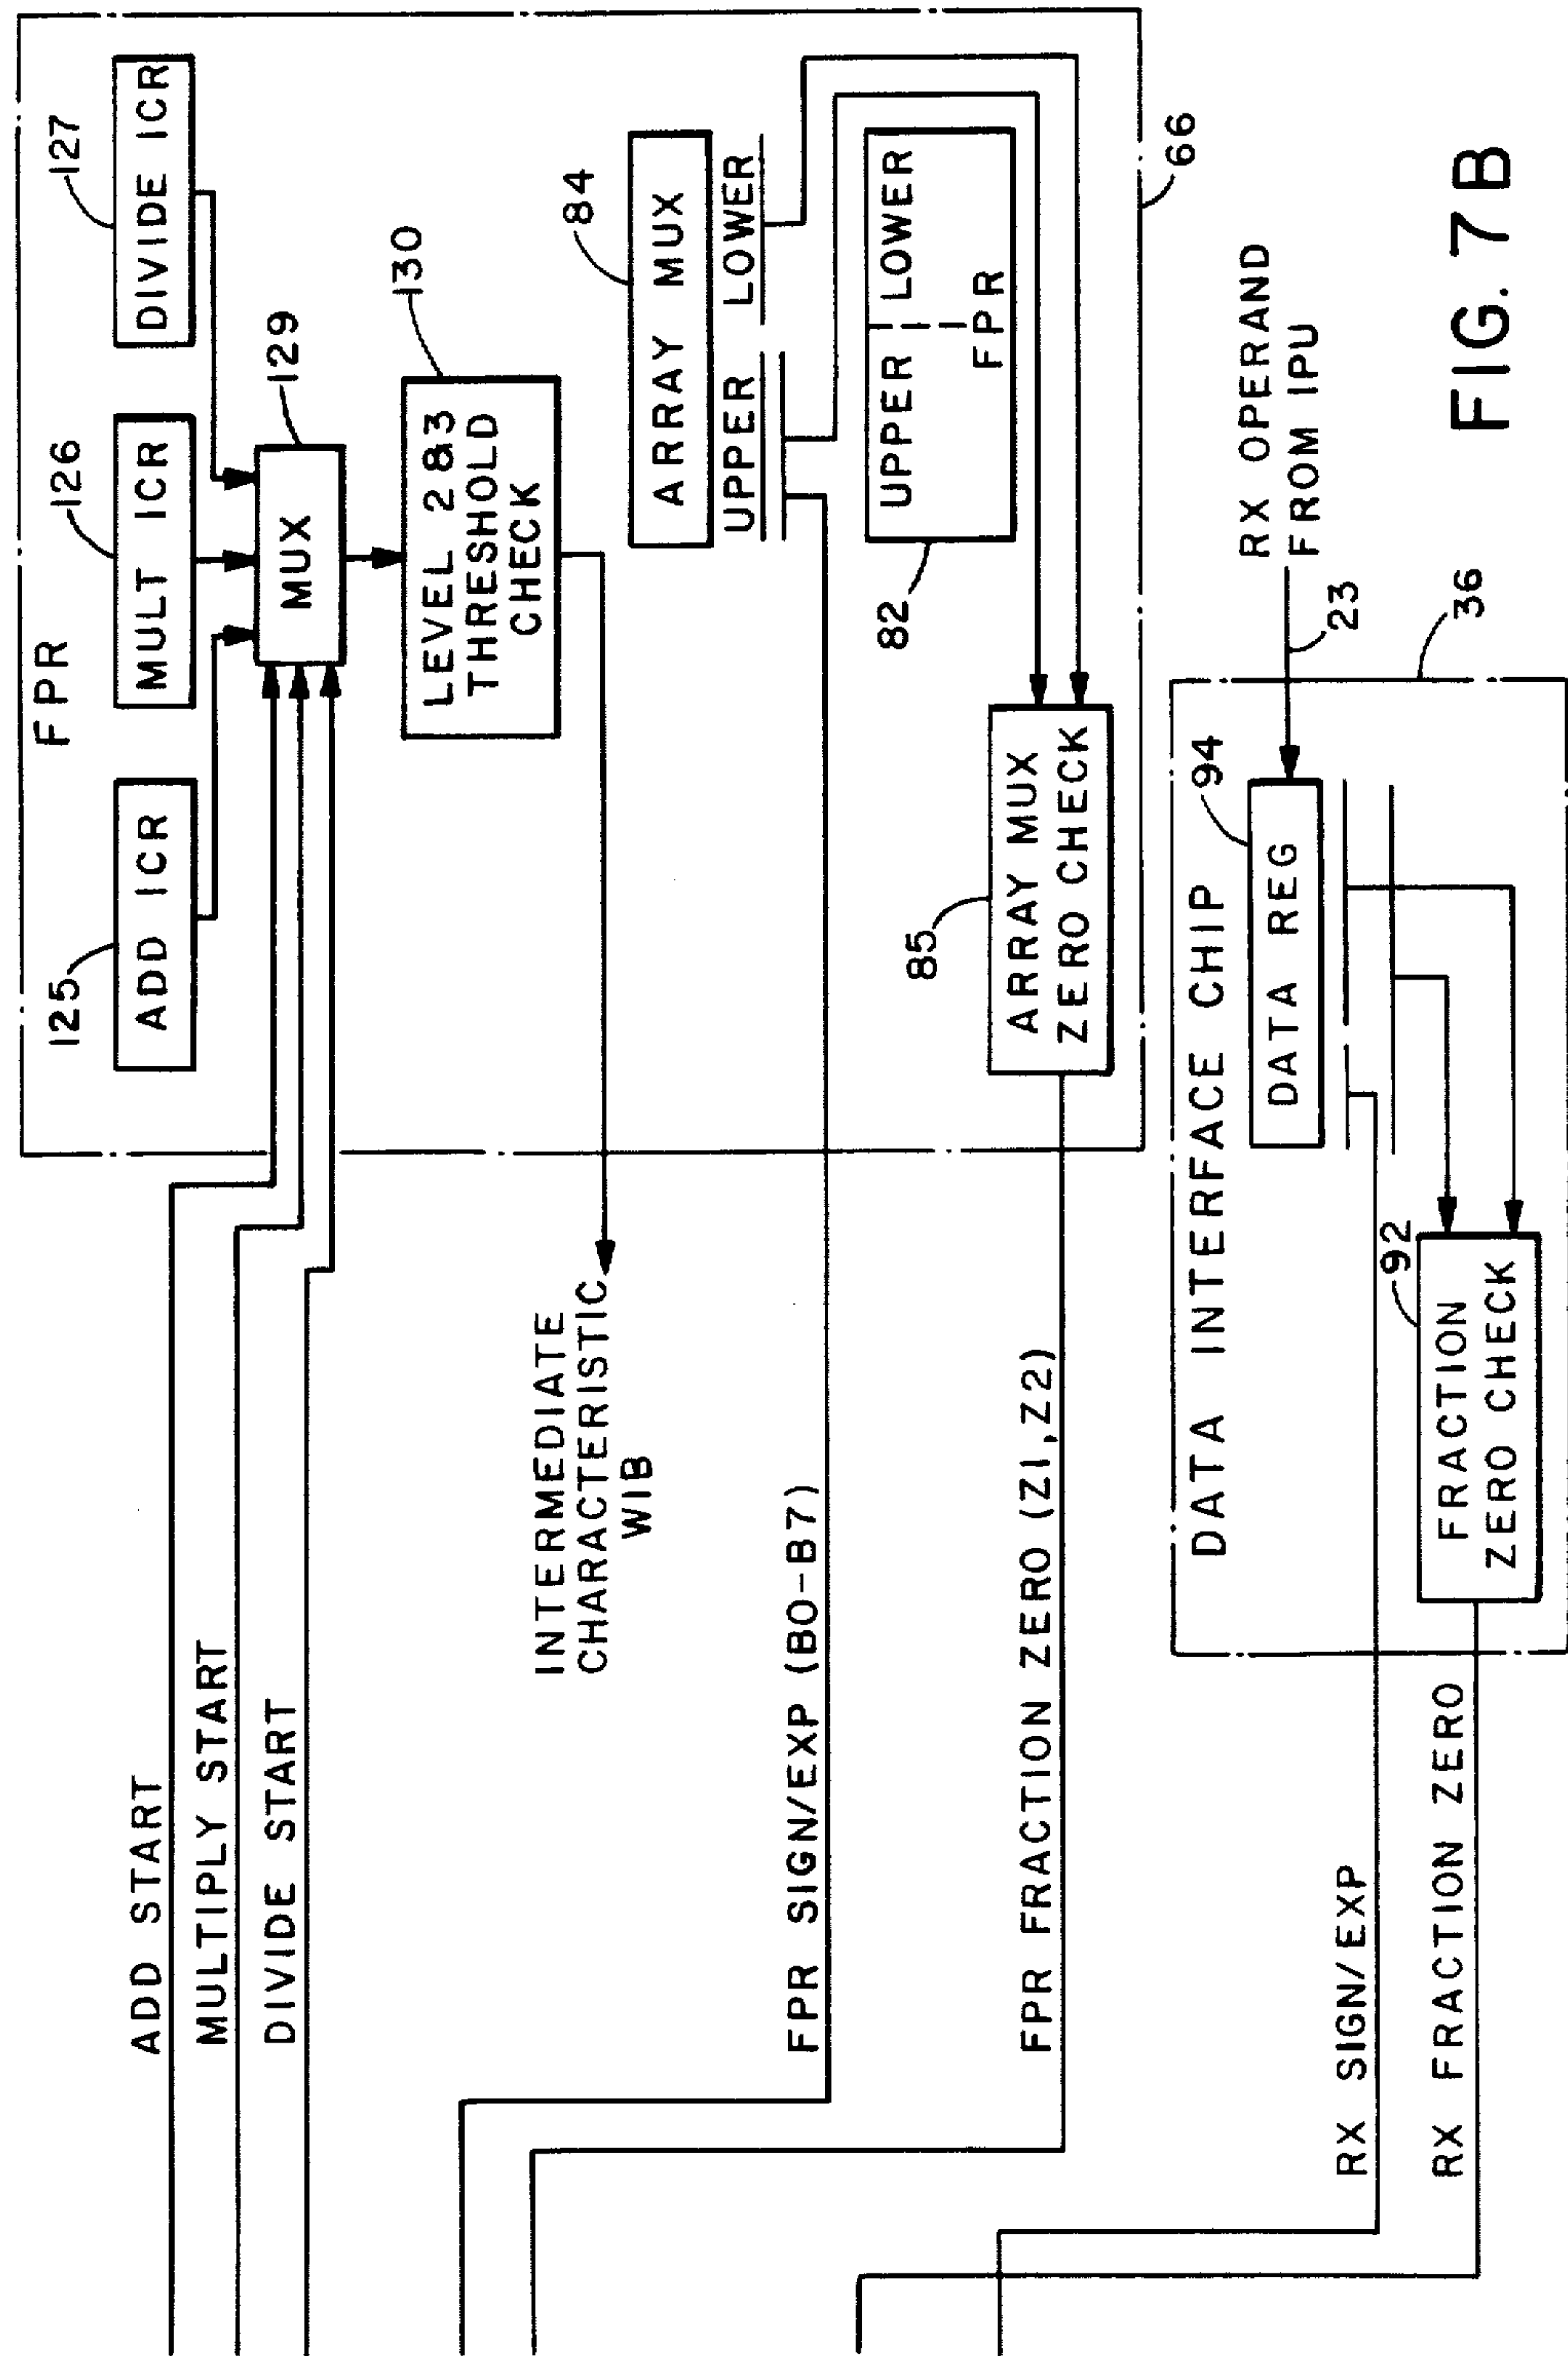 FPR
125
ADD ICR
126
MULT ICR
127
DIVIDE ICR
ADD START
MULTIPLY START
DIVIDE START
MUX
129
LEVEL 2 & 3
THRESHOLD
CHECK
130
INTERMEDIATE
CHARACTERISTIC
WIB
84
ARRAY MUX
UPPER
LOWER
FPR SIGN/EXP (B0-B7)
82
UPPER
LOWER
FPR
85
ARRAY MUX
ZERO CHECK
FPR FRACTION ZERO (Z1,Z2)
66
DATA INTERFACE CHIP
94
DATA REG
RX OPERAND
FROM IPU
23
36
RX SIGN/EXP
92
FRACTION
ZERO CHECK
RX FRACTION ZERO
FIG. 7B